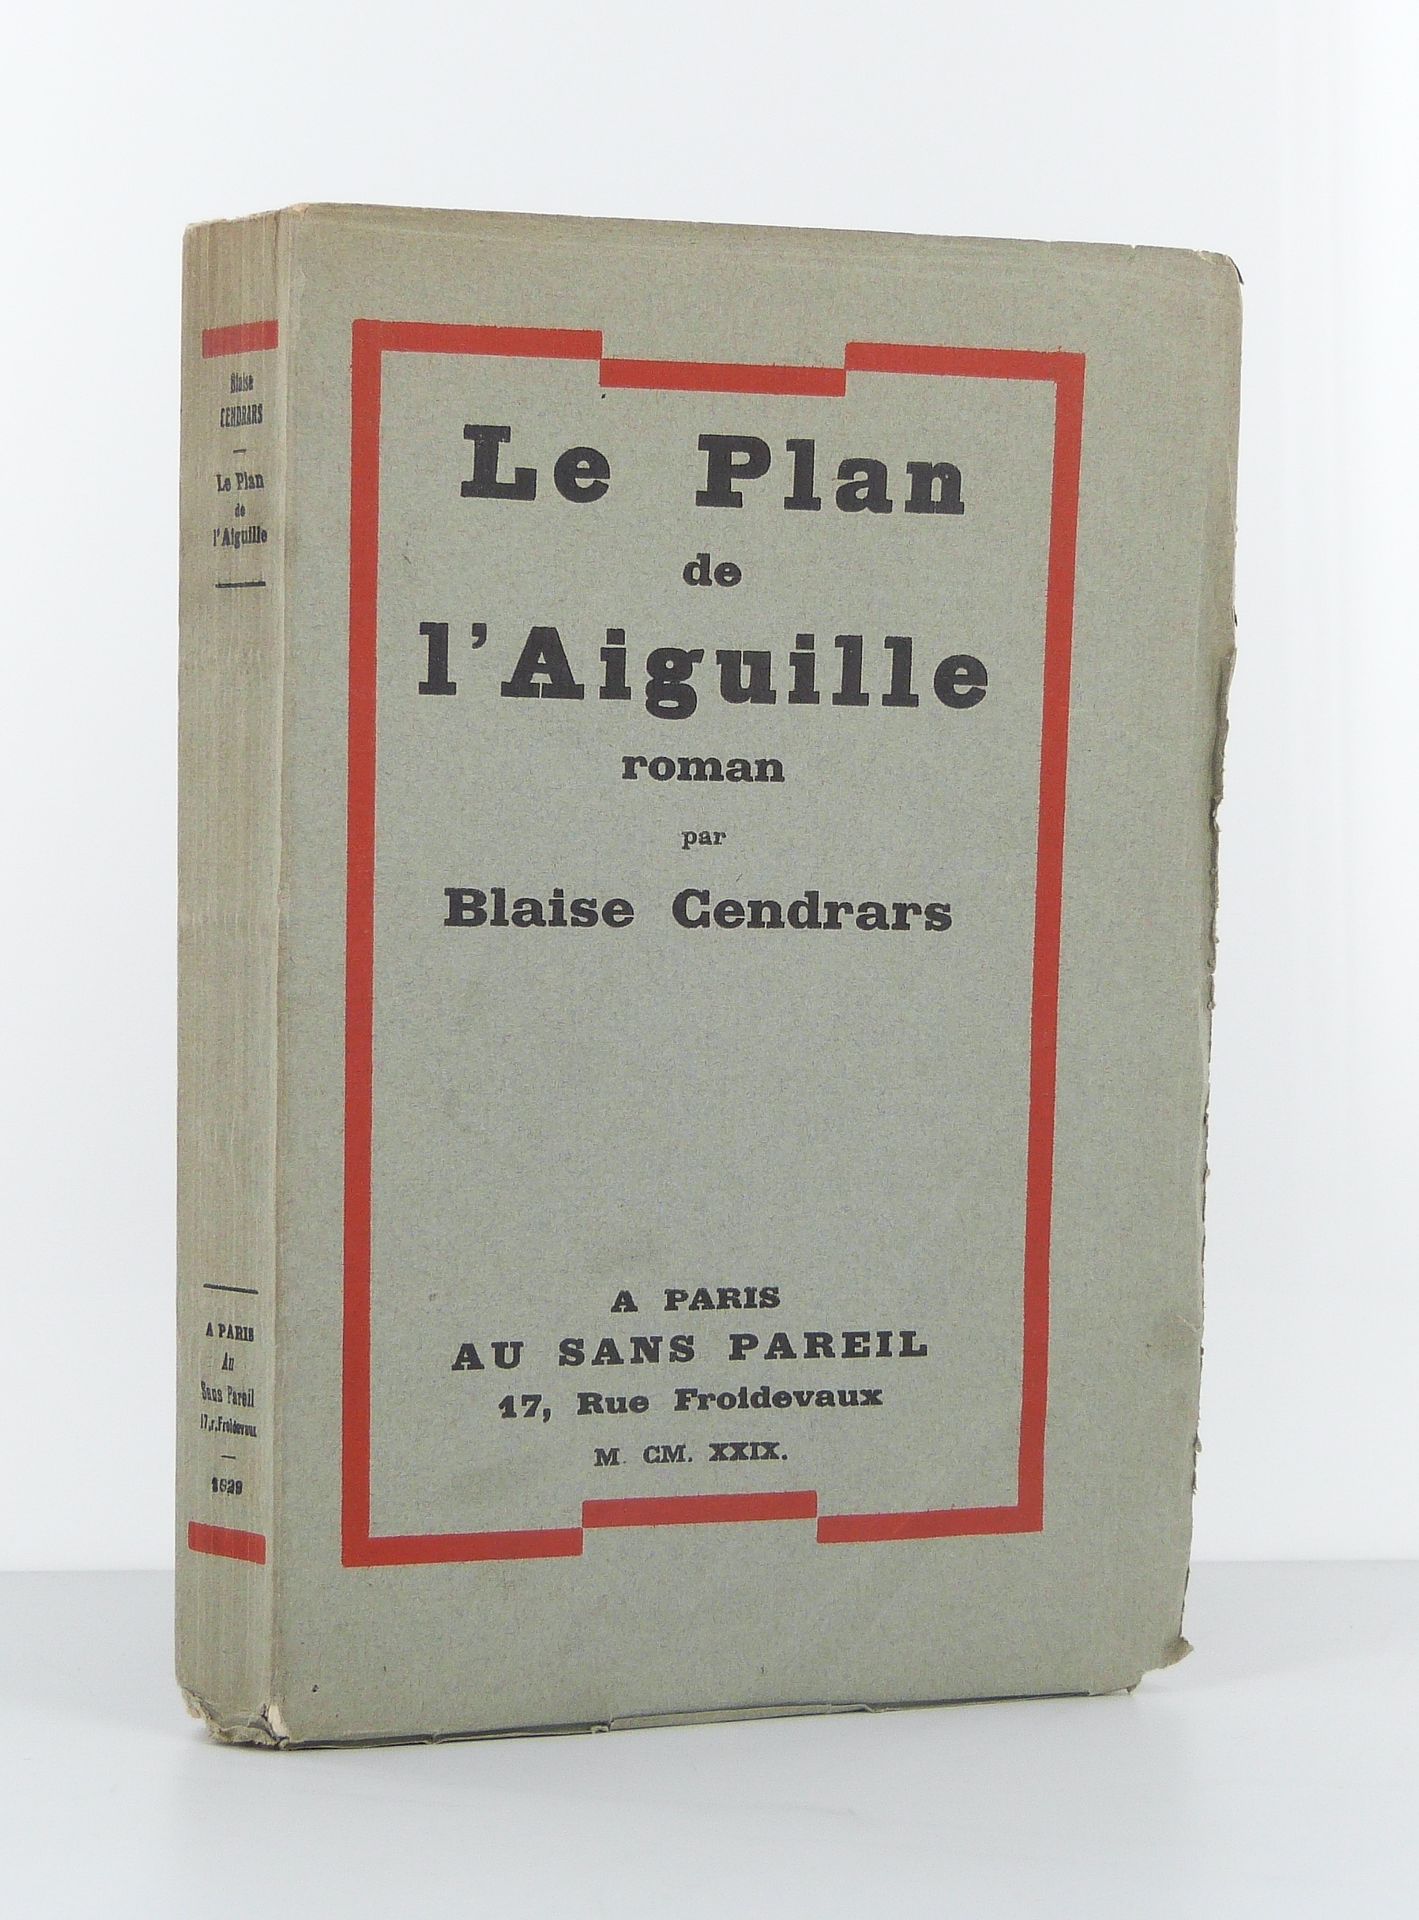 Blaise
CENDRARS
Le Plan
de
l'Aiguille
A PARIS
Au
Sans Pareil
17, r. Froidevaux
1929
Le Plan
de
l'Aiguille
roman
par
Blaise Cendrars
A PARIS
AU SANS PAREIL
17, Rue Froidevaux
M CM. XXIX.